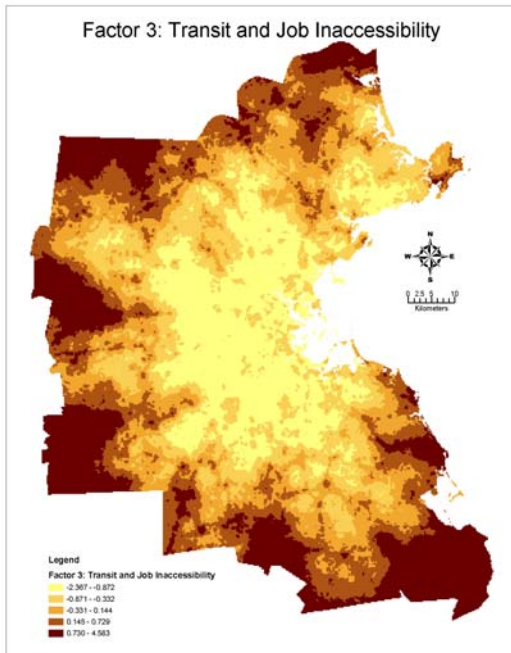 Factor 3: Transit and Job Inaccessibility
N
W E
S
0 2.5 5 10
Kilometers
Legend
Factor 3: Transit and Job Inaccessibility
-2.367 - -0.872
-0.871 - -0.332
-0.331 - 0.144
0.145 - 0.729
0.730 - 4.583